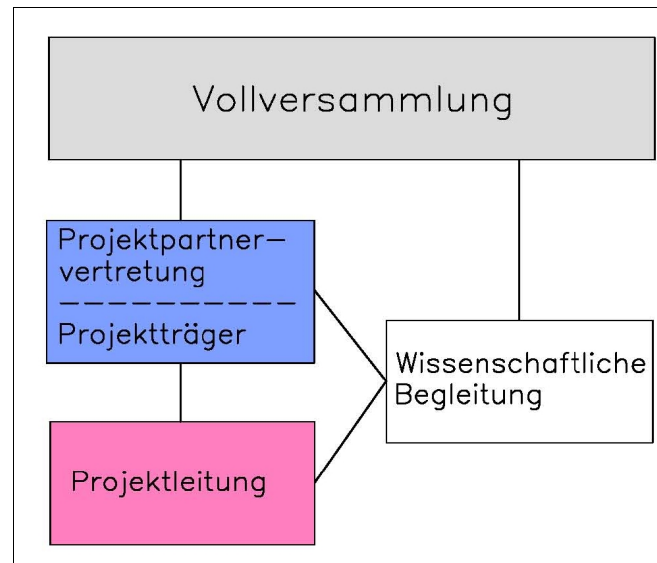 Vollversammlung
Projektpartner-
vertretung
Projektträger
Wissenschaftliche
Begleitung
Projektleitung